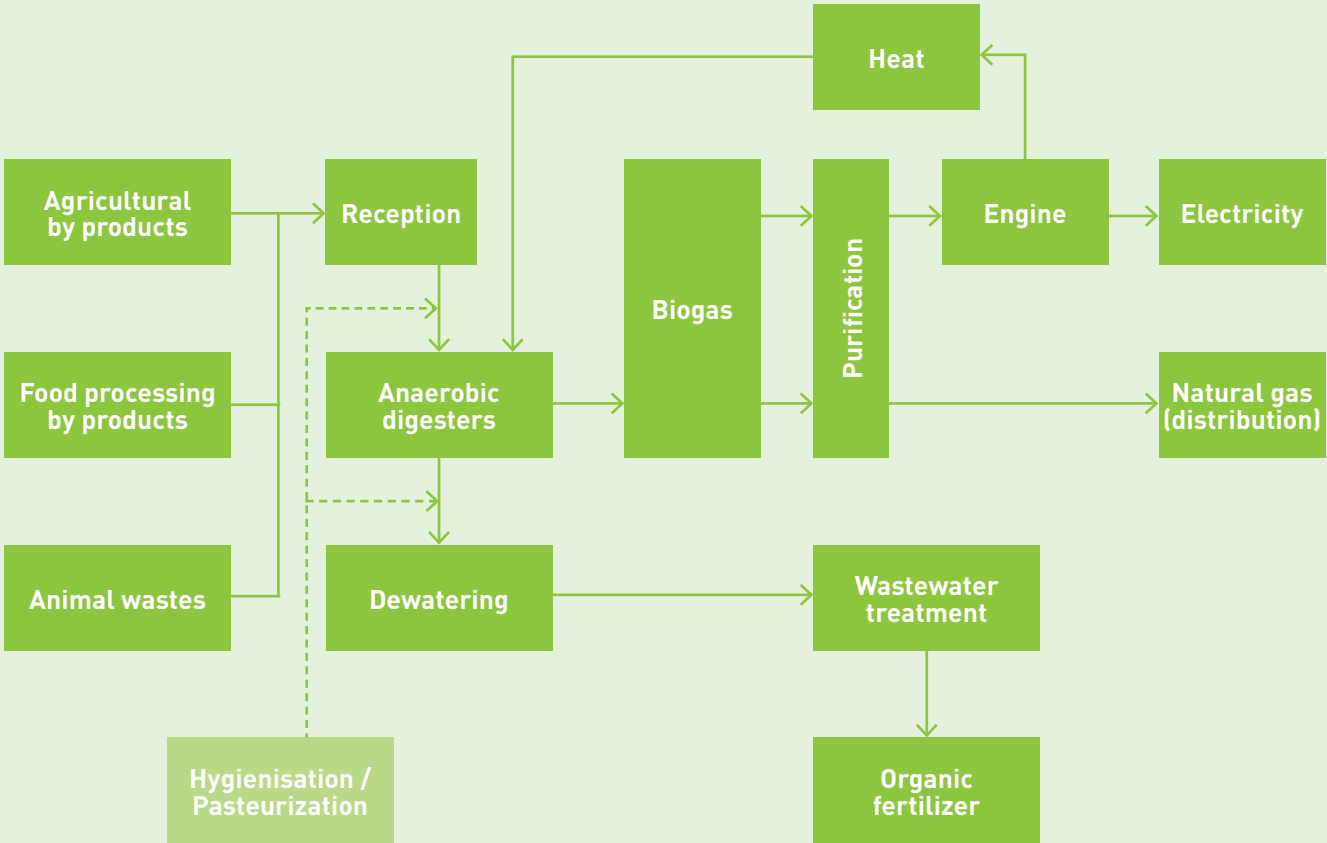 Heat
Agricultural
by products
Reception
Engine
Electricity
Biogas
Purification
Food processing
by products
Anaerobic
digesters
Natural gas
(distribution)
Animal wastes
Dewatering
Wastewater
treatment
Hygienisation /
Pasteurization
Organic
fertilizer